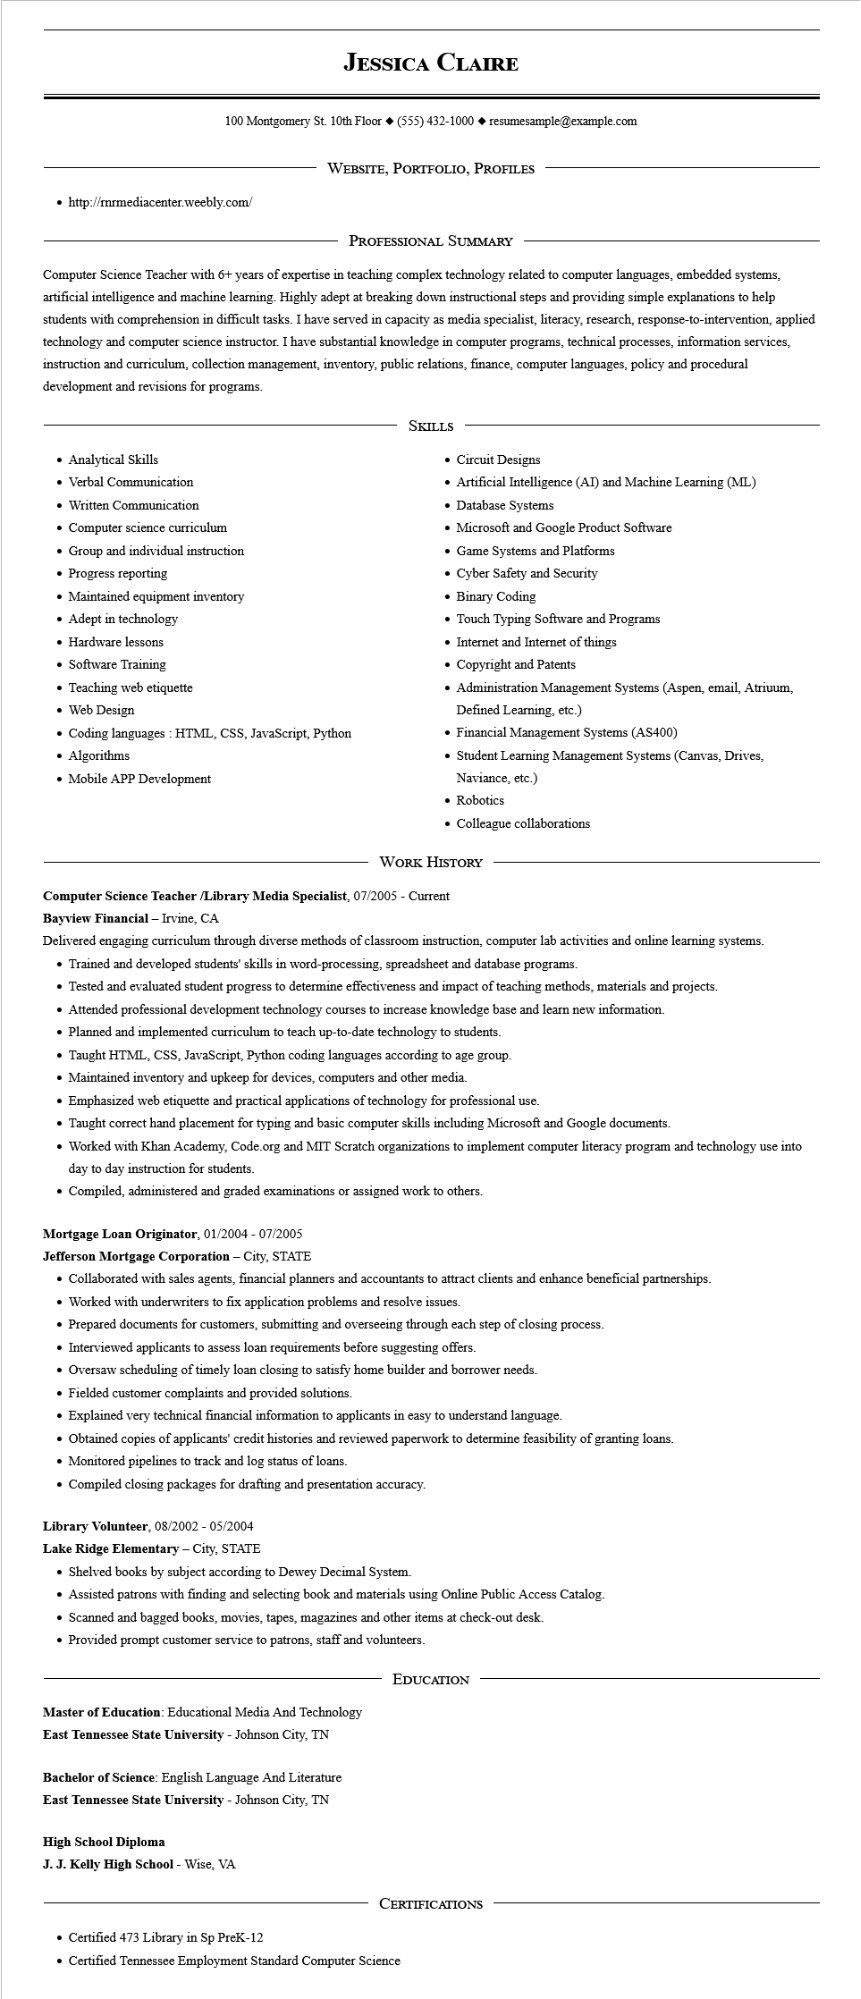 Jessica Claire
100 Montgomery St. 10th Floor ◆ (555) 432-1000 ◆ resumesample@example.com
Website, Portfolio, Profiles
• http://rnrmediacenter.weebly.com/
Professional Summary
Computer Science Teacher with 6+ years of expertise in teaching complex technology related to computer languages, embedded systems,
artificial intelligence and machine learning. Highly adept at breaking down instructional steps and providing simple explanations to help
students with comprehension in difficult tasks. I have served in capacity as media specialist, literacy, research, response-to-intervention, applied
technology and computer science instructor. I have substantial knowledge in computer programs, technical processes, information services,
instruction and curriculum, collection management, inventory, public relations, finance, computer languages, policy and procedural
development and revisions for programs.
Skills
• Analytical Skills
• Verbal Communication
• Written Communication
• Computer science curriculum
• Group and individual instruction
• Progress reporting
• Maintained equipment inventory
• Adept in technology
• Hardware lessons
• Software Training
• Teaching web etiquette
• Web Design
• Coding languages : HTML, CSS, JavaScript, Python
• Algorithms
• Mobile APP Development
• Circuit Designs
• Artificial Intelligence (AI) and Machine Learning (ML)
• Database Systems
• Microsoft and Google Product Software
• Game Systems and Platforms
• Cyber Safety and Security
• Binary Coding
• Touch Typing Software and Programs
• Internet and Internet of things
• Copyright and Patents
• Administration Management Systems (Aspen, email, Atriuum,
Defined Learning, etc.)
• Financial Management Systems (AS400)
• Student Learning Management Systems (Canvas, Drives,
Naviance, etc.)
• Robotics
• Colleague collaborations
Work History
Computer Science Teacher /Library Media Specialist, 07/2005 - Current
Bayview Financial – Irvine, CA
Delivered engaging curriculum through diverse methods of classroom instruction, computer lab activities and online learning systems.
• Trained and developed students' skills in word-processing, spreadsheet and database programs.
• Tested and evaluated student progress to determine effectiveness and impact of teaching methods, materials and projects.
• Attended professional development technology courses to increase knowledge base and learn new information.
• Planned and implemented curriculum to teach up-to-date technology to students.
• Taught HTML, CSS, JavaScript, Python coding languages according to age group.
• Maintained inventory and upkeep for devices, computers and other media.
• Emphasized web etiquette and practical applications of technology for professional use.
• Taught correct hand placement for typing and basic computer skills including Microsoft and Google documents.
• Worked with Khan Academy, Code.org and MIT Scratch organizations to implement computer literacy program and technology use into
day to day instruction for students.
• Compiled, administered and graded examinations or assigned work to others.
Mortgage Loan Originator, 01/2004 - 07/2005
Jefferson Mortgage Corporation – City, STATE
• Collaborated with sales agents, financial planners and accountants to attract clients and enhance beneficial partnerships.
• Worked with underwriters to fix application problems and resolve issues.
• Prepared documents for customers, submitting and overseeing through each step of closing process.
• Interviewed applicants to assess loan requirements before suggesting offers.
• Oversaw scheduling of timely loan closing to satisfy home builder and borrower needs.
• Fielded customer complaints and provided solutions.
• Explained very technical financial information to applicants in easy to understand language.
• Obtained copies of applicants' credit histories and reviewed paperwork to determine feasibility of granting loans.
• Monitored pipelines to track and log status of loans.
• Compiled closing packages for drafting and presentation accuracy.
Library Volunteer, 08/2002 - 05/2004
Lake Ridge Elementary – City, STATE
• Shelved books by subject according to Dewey Decimal System.
• Assisted patrons with finding and selecting book and materials using Online Public Access Catalog.
• Scanned and bagged books, movies, tapes, magazines and other items at check-out desk.
• Provided prompt customer service to patrons, staff and volunteers.
Education
Master of Education: Educational Media And Technology
East Tennessee State University - Johnson City, TN
Bachelor of Science: English Language And Literature
East Tennessee State University - Johnson City, TN
High School Diploma
J. J. Kelly High School - Wise, VA
Certifications
• Certified 473 Library in Sp PreK-12
• Certified Tennessee Employment Standard Computer Science